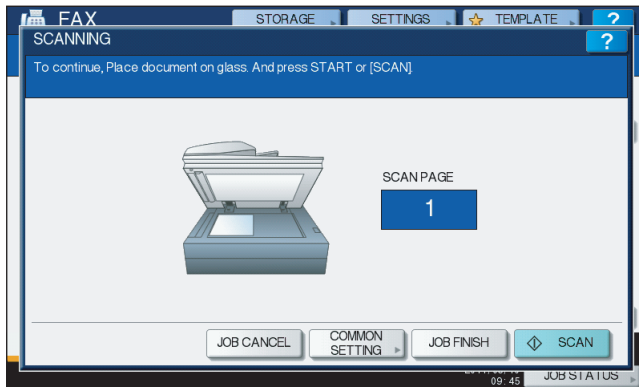 FAX
STORAGE
SETTINGS
TEMPLATE
?
SCANNING
?
To continue, Place document on glass. And press START or [SCAN].
SCAN PAGE
1
JOB CANCEL
COMMON
SETTING
JOB FINISH
SCAN
09:45
JOB STATUS